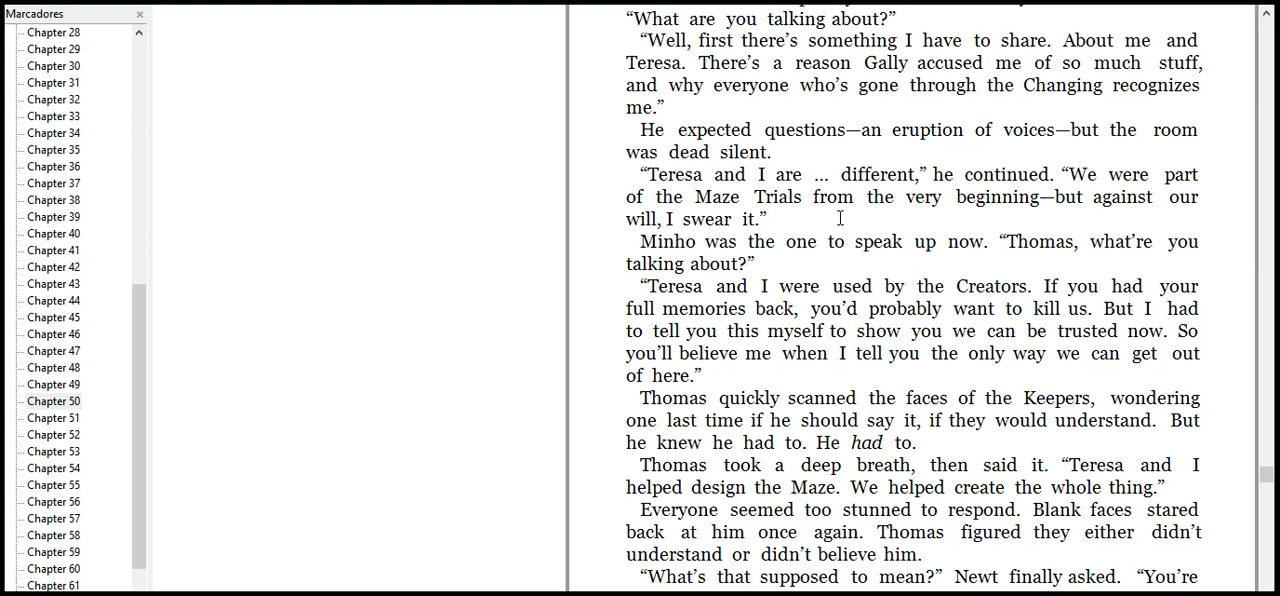 Marcadores
Chapter 28
Chapter 29
Chapter 30
Chapter 31
Chapter 32
Chapter 33
Chapter 34
Chapter 35
Chapter 36
Chapter 37
Chapter 38
Chapter 39
Chapter 40
Chapter 41
Chapter 42
Chapter 43
Chapter 44
Chapter 45
Chapter 46
Chapter 47
Chapter 48
Chapter 49
Chapter 50
Chapter 51
Chapter 52
Chapter 53
Chapter 54
Chapter 55
Chapter 56
Chapter 57
Chapter 58
Chapter 59
Chapter 60
Chapter 61
“What are you talking about?”
“Well, first there’s something I have to share. About me and
Teresa. There’s a reason Gally accused me of so much stuff,
and why everyone who’s gone through the Changing recognizes
me.”
He expected questions—an eruption of voices—but the room
was dead silent.
“Teresa and I are ... different,” he continued. “We were part
of the Maze Trials from the very beginning—but against our
will, I swear it.”
Minho was the one to speak up now. “Thomas, what’re you
talking about?”
“Teresa and I were used by the Creators. If you had your
full memories back, you’d probably want to kill us. But I had
to tell you this myself to show you we can be trusted now. So
you’ll believe me when I tell you the only way we can get out
of here.”
Thomas quickly scanned the faces of the Keepers, wondering
one last time if he should say it, if they would understand. But
he knew he had to. He had to.
Thomas took a deep breath, then said it. “Teresa and I
helped design the Maze. We helped create the whole thing.”
Everyone seemed too stunned to respond. Blank faces stared
back at him once again. Thomas figured they either didn’t
understand or didn’t believe him.
“What’s that supposed to mean?” Newt finally asked. “You’re